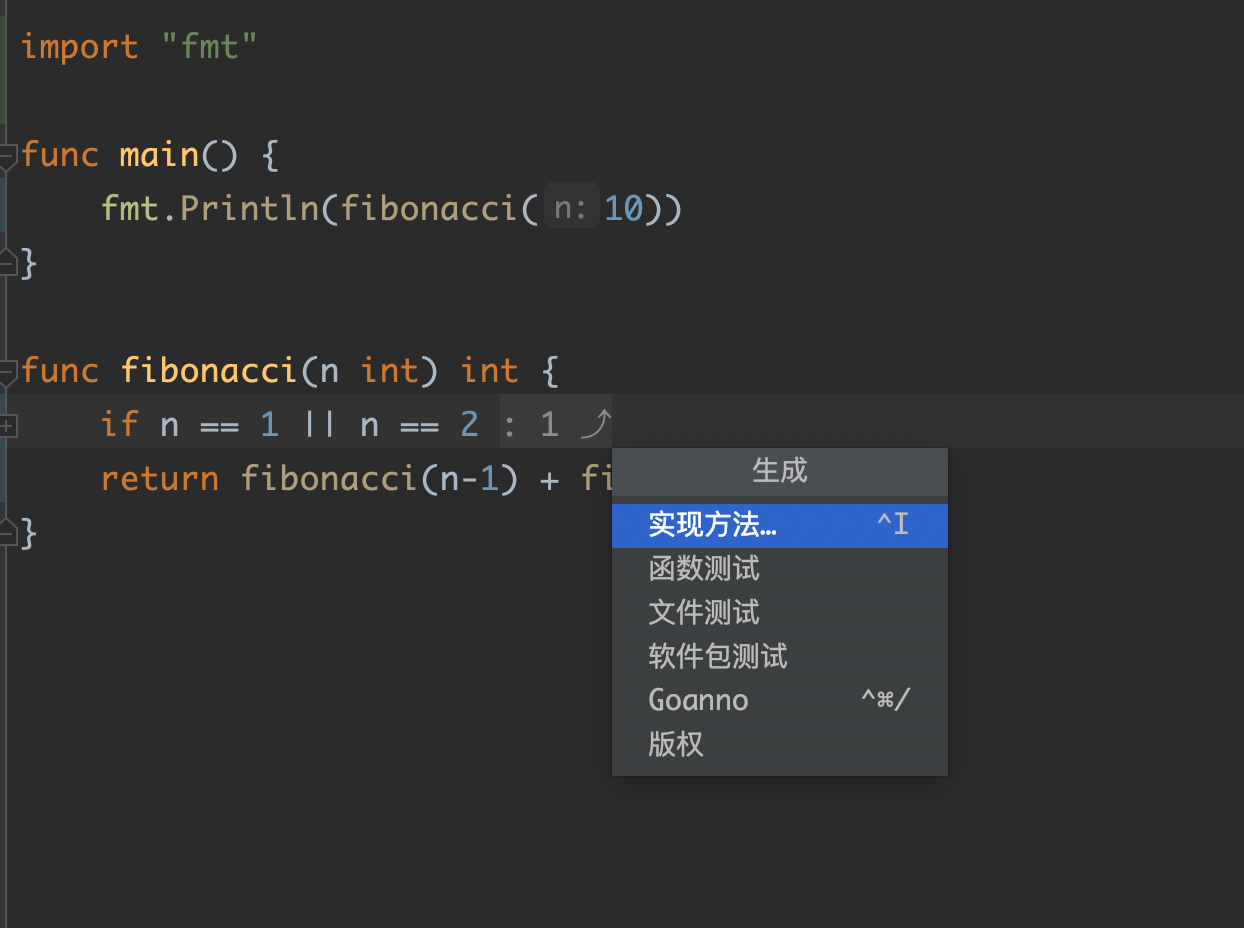 import "fmt"
func main() {
fmt.Println(fibonacci( n: 10))
}
func fibonacci(n int) int {
if n == 1 || n == 2 : 1 ⤴
return fibonacci(n-1) + fi
}
生成
实现方法… ^I
函数测试
文件测试
软件包测试
Goanno ^⌘/
版权